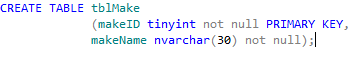 CREATE TABLE tblMake
(makeID tinyint not null PRIMARY KEY,
makeName nvarchar(30) not null);